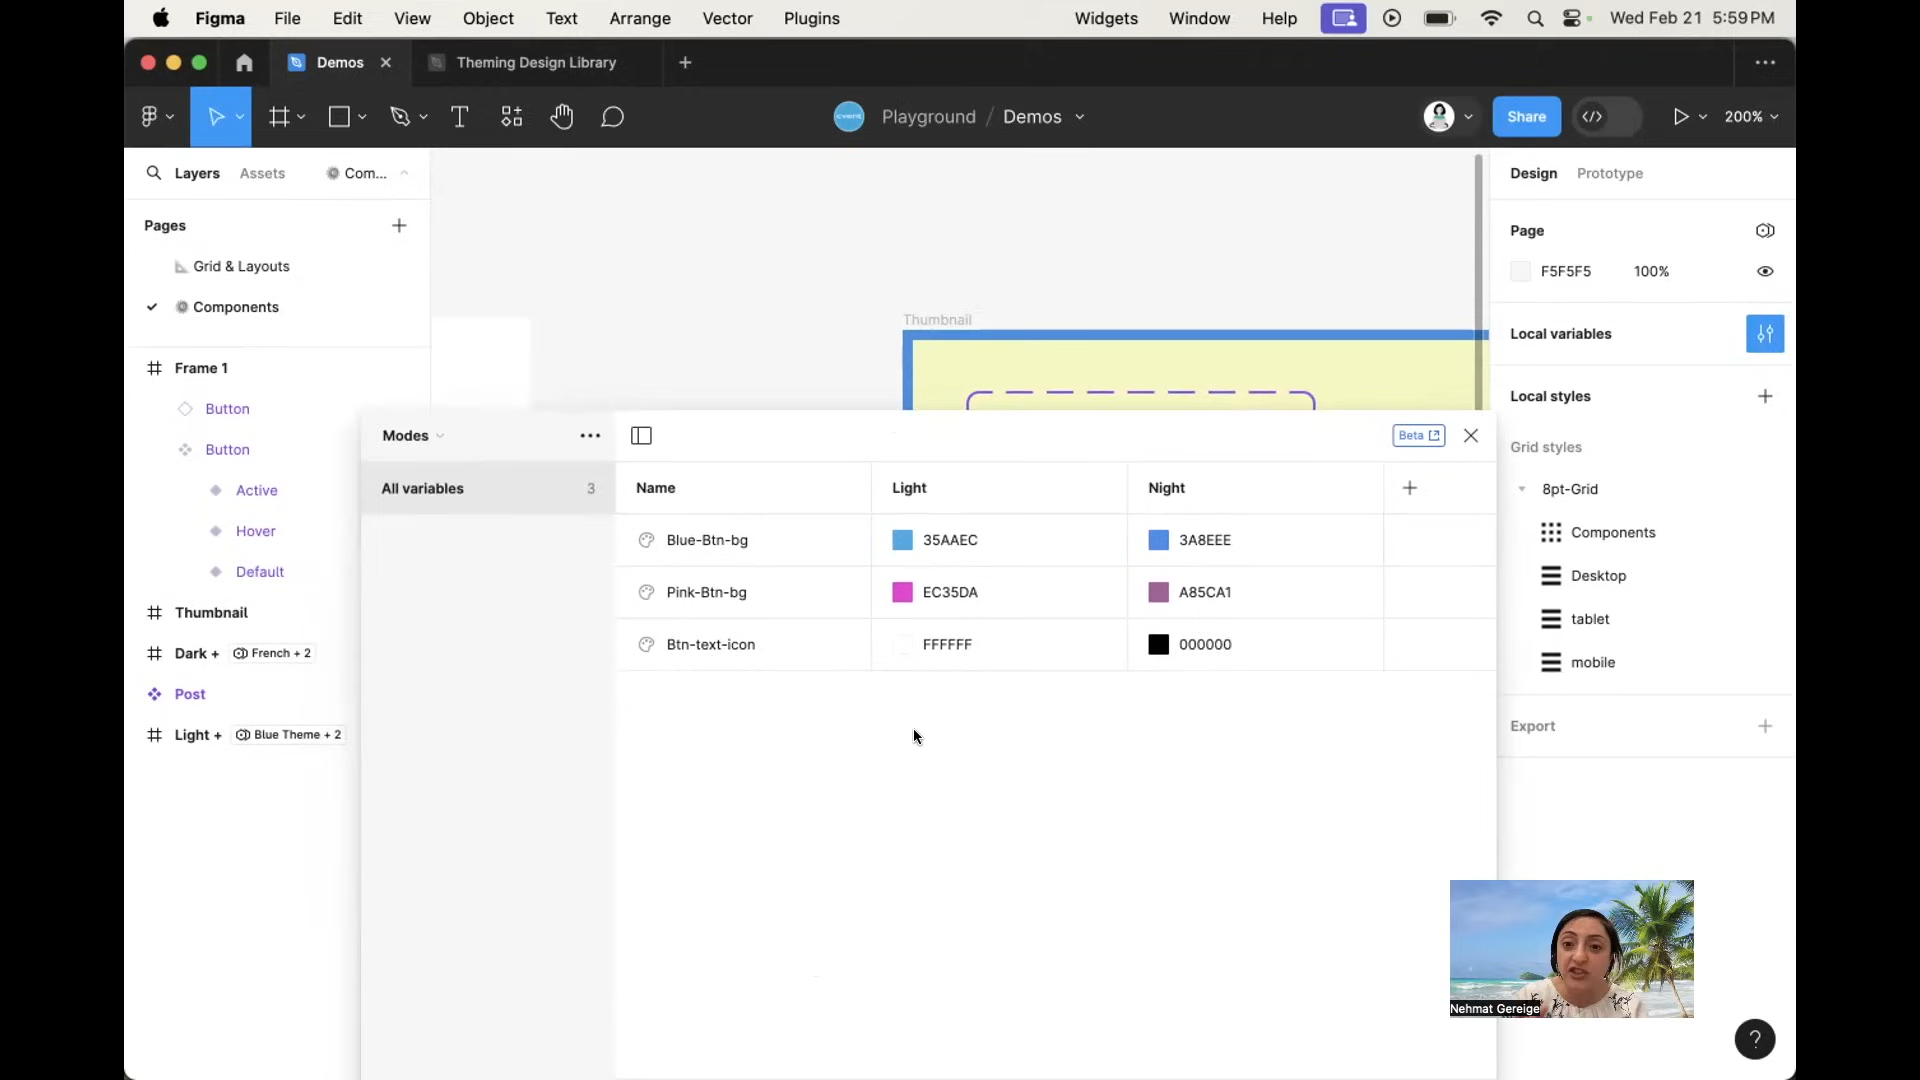 Figma File Edit View Object Text Arrange Vector Plugins Widgets Window Help Wed Feb 21 5:59 PM
Demos Theming Design Library
Playground / Demos Share 200%
Layers Assets Com...
Pages
Grid & Layouts
Components
Frame 1
Button
Button
Active
Hover
Default
Thumbnail
Dark + French + 2
Post
Light + Blue Theme + 2
Thumbnail
Modes Beta
All variables 3 Name Light Night
Blue-Btn-bg 35AAEC 3A8EEE
Pink-Btn-bg EC35DA A85CA1
Btn-text-icon FFFFFF 000000
Design Prototype
Page
F5F5F5 100%
Local variables
Local styles
Grid styles
8pt-Grid
Components
Desktop
tablet
mobile
Export
Nehmat Gereige
?